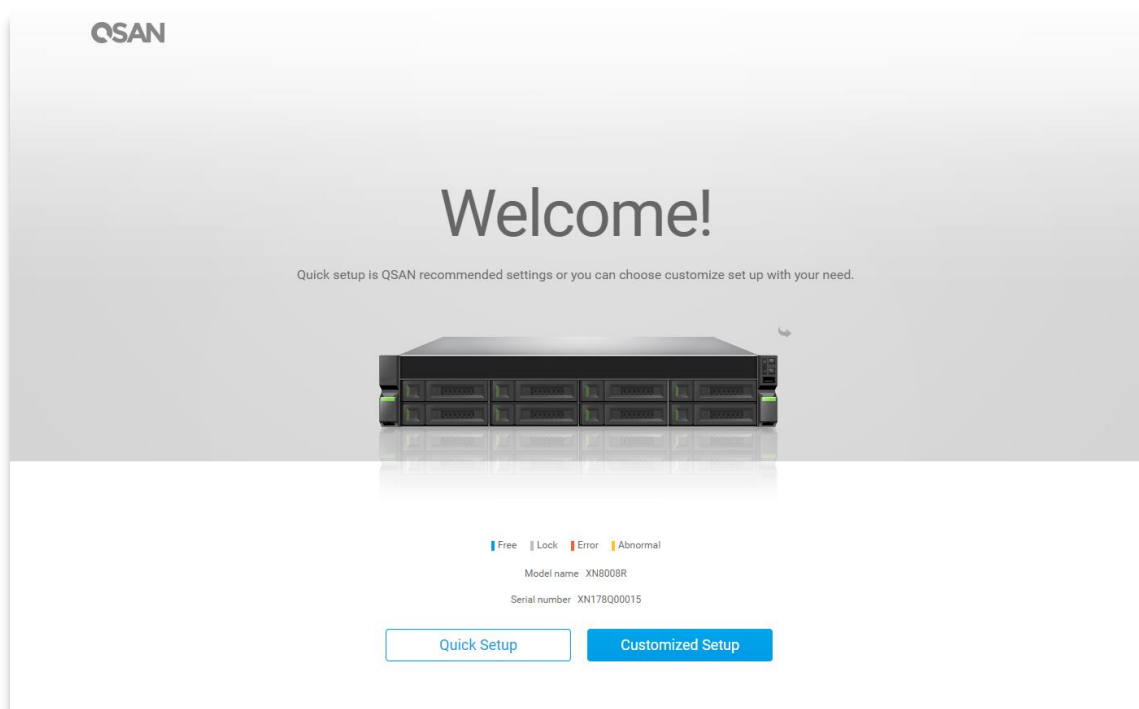 QSAN
Welcome!
Quick setup is QSAN recommended settings or you can choose customize set up with your need.
Free Lock Error Abnormal
Model name XN8008R
Serial number XN178Q00015
Quick Setup Customized Setup